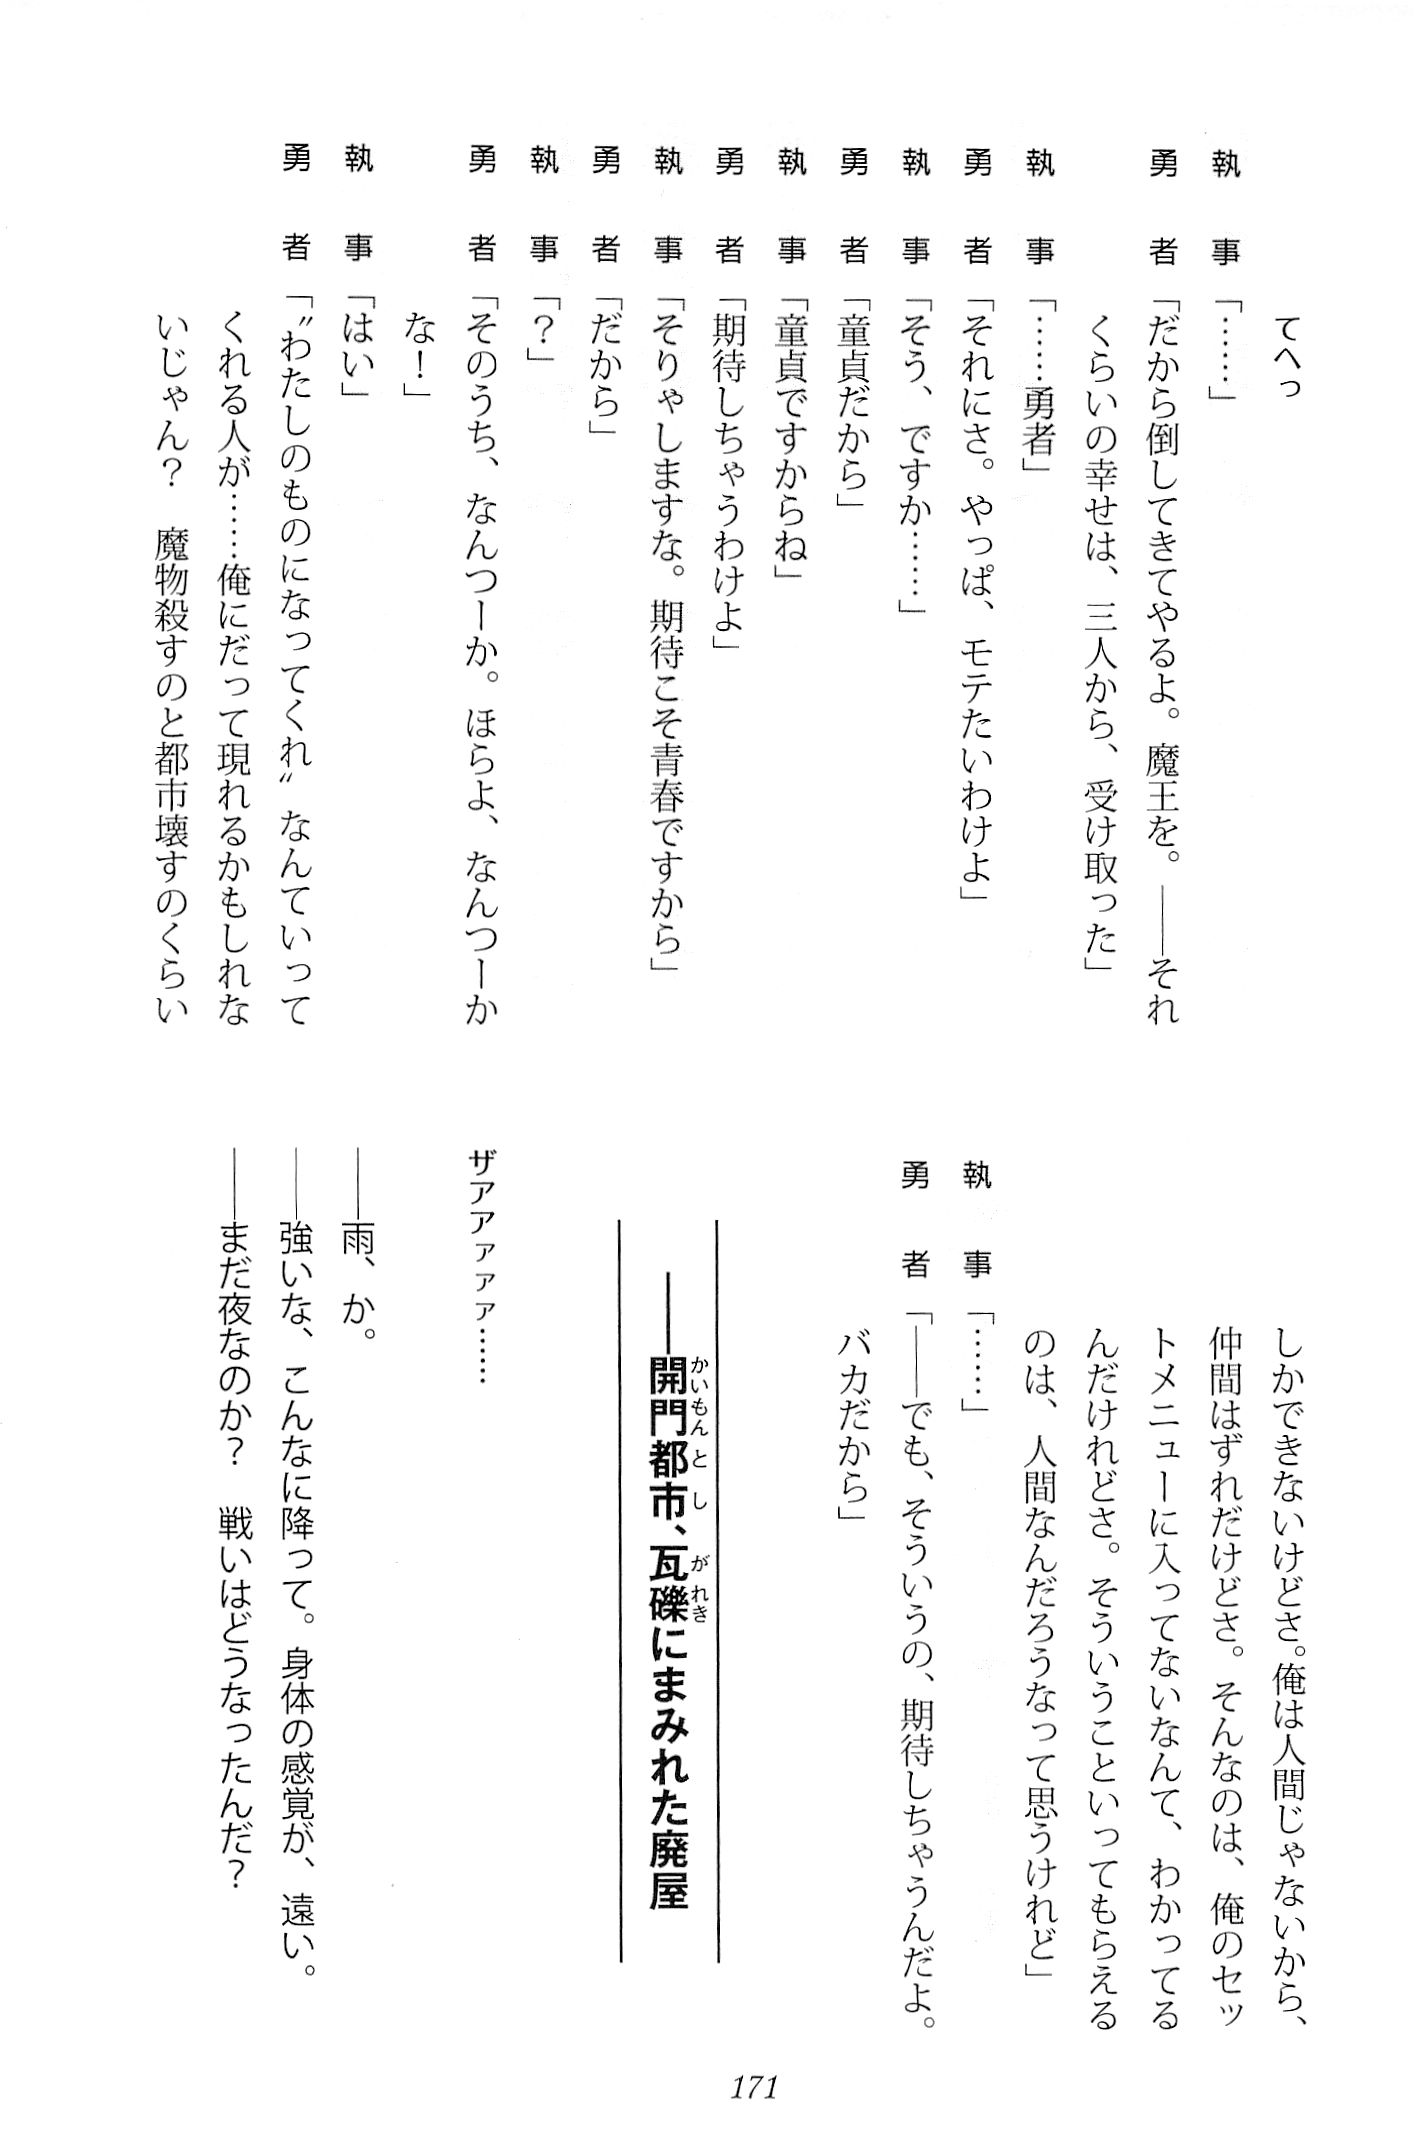 てへっ
執事「……」
勇者「だから倒してきてやるよ。魔王を。――それ
くらいの幸せは、三人から、受け取った」
執事「……勇者」
勇者「それにさ。やっぱ、モテたいわけよ」
執事「そう、ですか……」
勇者「童貞だから」
執事「童貞ですからね」
勇者「期待しちゃうわけよ」
執事「そりゃしますな。期待こそ青春ですから」
勇者「だから」
執事「？」
勇者「そのうち、なんつーか。ほらよ、なんつーか
な！」
執事「はい」
勇者「〝わたしのものになってくれ〟なんていって
くれる人が……俺にだって現れるかもしれな
いじゃん？　魔物殺すのと都市壊すのくらい
しかできないけどさ。俺は人間じゃないから、
仲間はずれだけどさ。そんなのは、俺のセッ
トメニューに入ってないなんて、わかってる
んだけれどさ。そういうこといってもらえる
のは、人間なんだろうなって思うけれど」
執事「……」
勇者「――でも、そういうの、期待しちゃうんだよ。
バカだから」
――開門都市、瓦礫にまみれた廃屋
かいもんとし　がれき
ザアアァァァ……
――雨、か。
――強いな、こんなに降って。身体の感覚が、遠い。
――まだ夜なのか？　戦いはどうなったんだ？
171